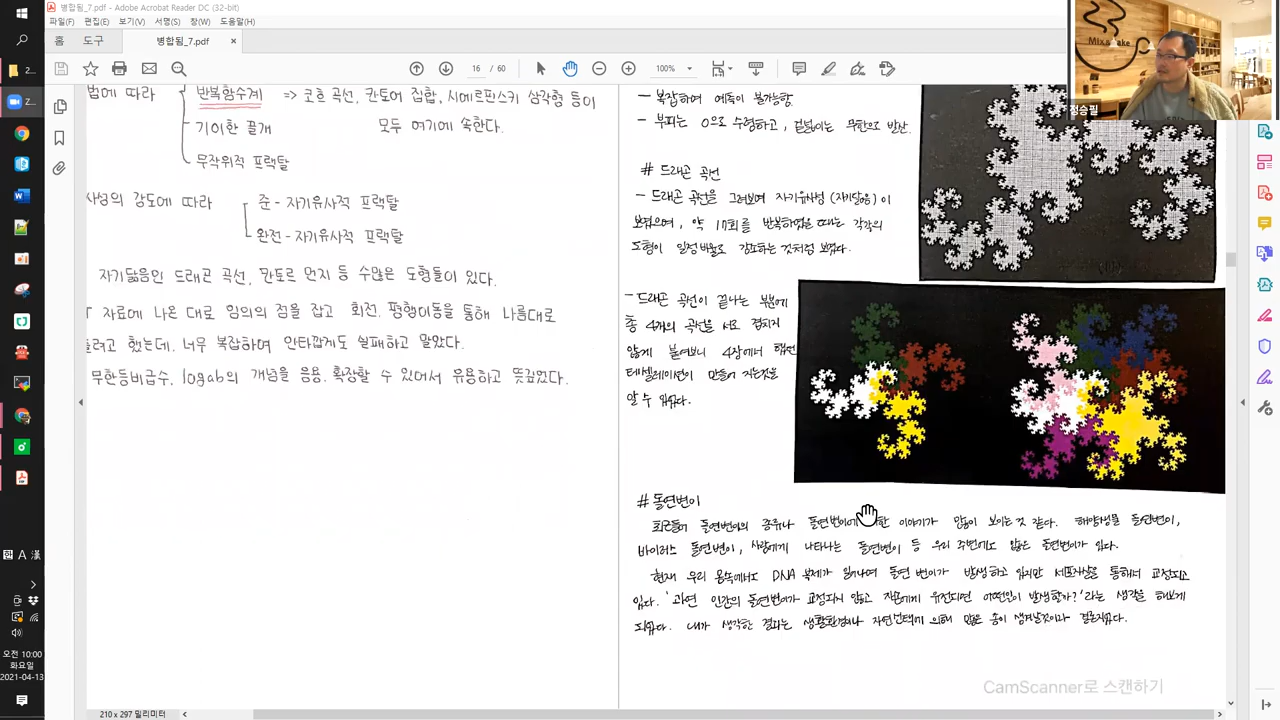 병합됨_7.pdf - Adobe Acrobat Reader DC (32-bit)
파일(F) 편집(E) 보기(V) 서명(S) 창(W) 도움말(H)
홈 도구 병합됨_7.pdf ×
/ 60 100%
Mix & Make
정승필
법에 따라 반복함수계 => 코흐 곡선, 칸토어 집합, 시에르핀스키 삼각형 등이
기이한 끌개 모두 여기에 속한다.
무작위적 프랙탈
사성의 강도에 따라 준 - 자기유사적 프랙탈
완전 - 자기유사적 프랙탈
자기닮음인 드래곤 곡선, 만토르 먼지 등 수많은 도형들이 있다.
자료에 나온 대로 임의의 점을 잡고 회전, 평행이동을 통해 나름대로
려고 했는데, 너무 복잡하여 안타깝게도 실패하고 말았다.
무한등비급수, logab의 개념을 응용, 확장할 수 있어서 유용하고 뜻깊었다.
- 복잡하여 예측이 불가능함.
- 부피는 0으로 수렴하고, 겉넓이는 무한으로 발산.
# 드래곤 곡선
- 드래곤 곡선을 그려보며 자기유사성 (자기닮음)이
보였으며, 약 17회를 반복하였을 때는 각각의
도형이 일정 비율로 감소하는 것처럼 보였다.
- 드래곤 곡선이 끝나는 부분에
총 4개의 곡선을 서로 겹치지
않게 붙여보니 4장에서 했던
테셀레이션이 만들어 지는것을
알 수 있었다.
# 돌연변이
최근들어 돌연변이의 종류나 돌연변이에 한 이야기가 많이 보이는 것 같다. 해양생물 돌연변이,
바이러스 돌연변이, 사람에게 나타나는 돌연변이 등 우리 주변에도 많은 돌연변이가 있다.
현재 우리 몸속에서도 DNA 복제가 일어나며 돌연 변이가 발생하고 있지만 세포자살을 통해서 교정되고
있다. '과연 인간의 돌연변이가 교정되지 않고 자손에게 유전되면 어떤일이 발생할까?' 라는 생각을 해보게
되었다. 내가 생각한 결과는 생활환경이나 자연선택에 의해 많은 종이 생겨날것이라 결론지었다.
CamScanner로 스캔하기
210 x 297 밀리미터
한 A 漢
오전 10:00
화요일
2021-04-13